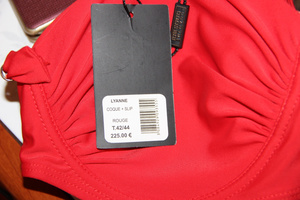 LYANNE
COQUE + SLIP
ROUGE
T.42/44
225,00 €